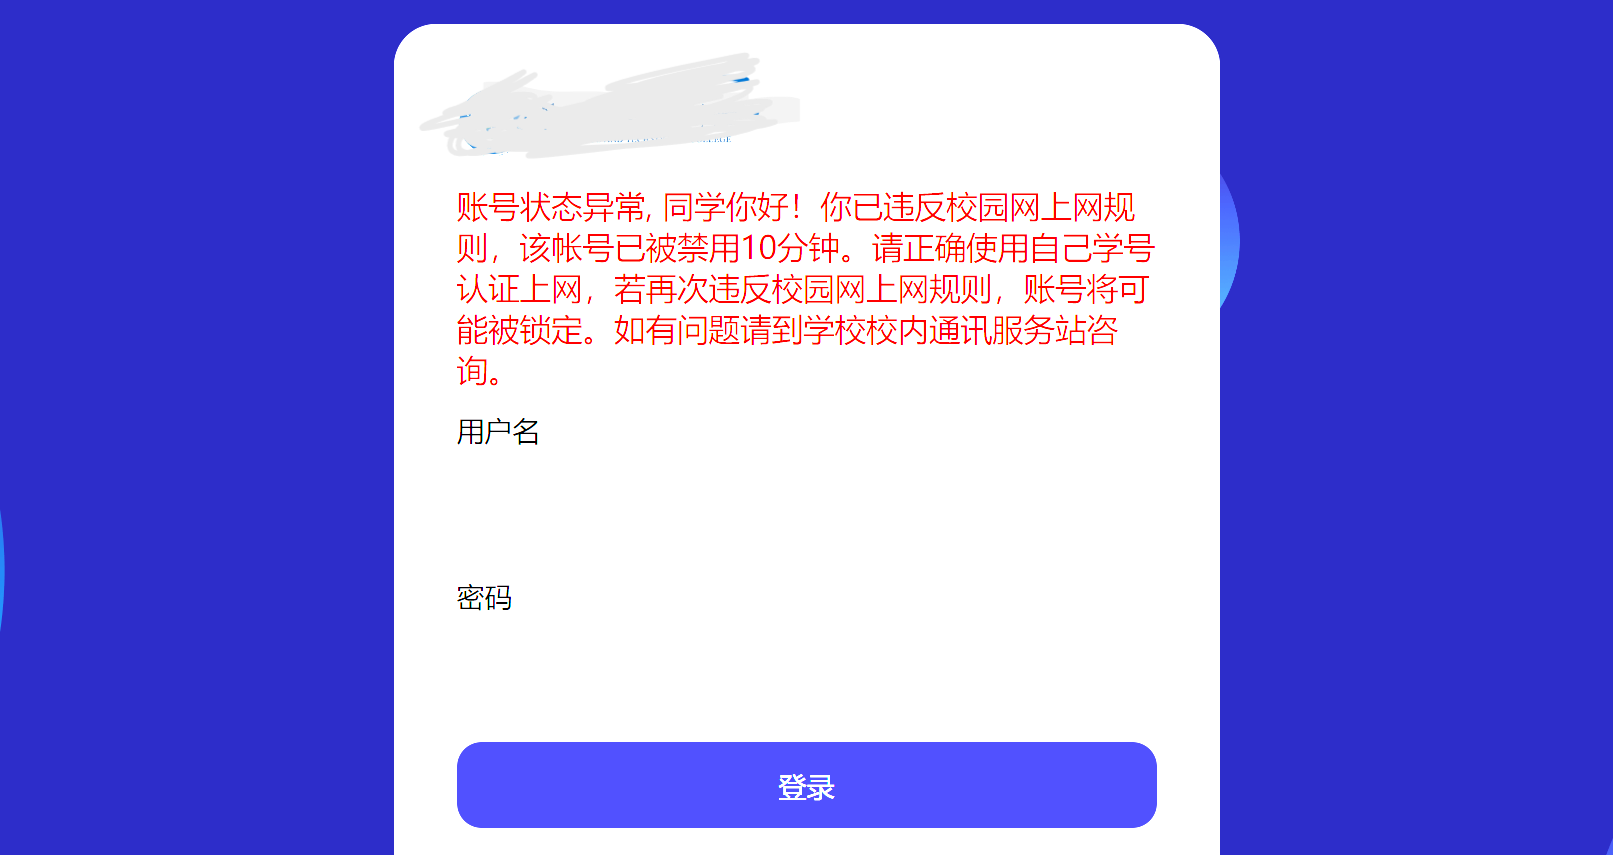 账号状态异常, 同学你好！你已违反校园网上网规
则，该帐号已被禁用10分钟。请正确使用自己学号
认证上网，若再次违反校园网上网规则，账号将可
能被锁定。如有问题请到学校校内通讯服务站咨
询。
用户名
密码
登录